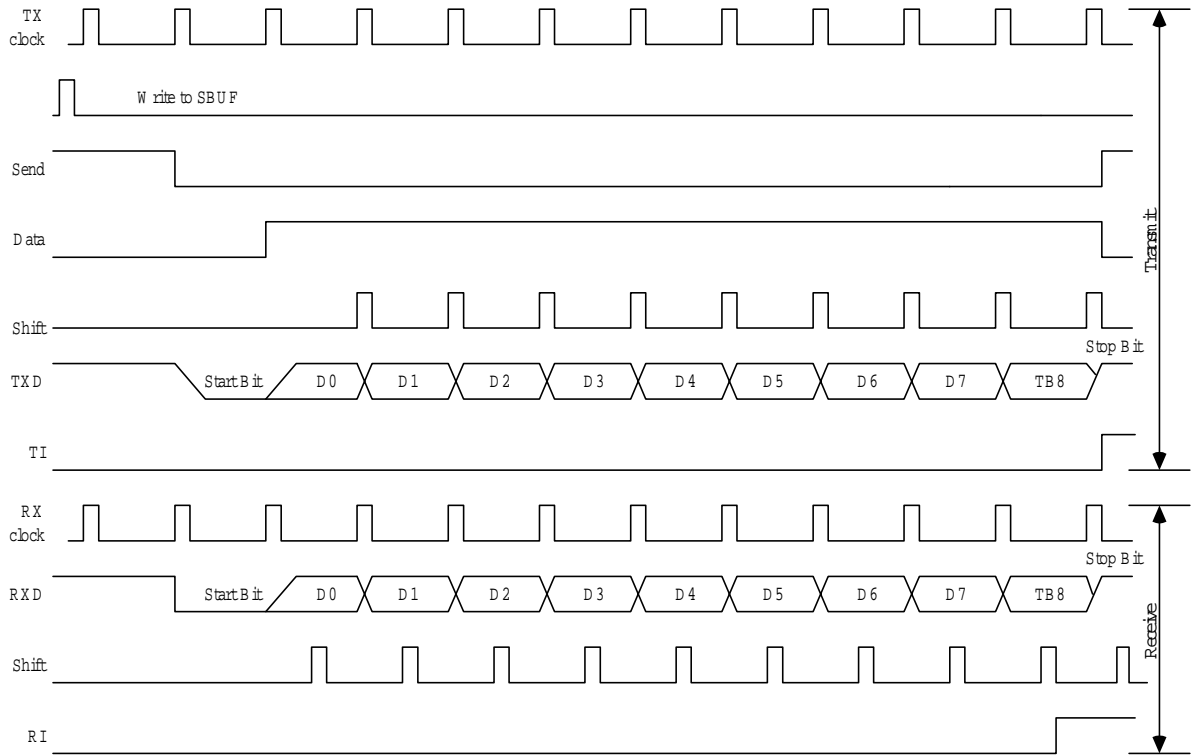 TX
clock
Write to SBUF
Send
Data
Shift
Stop Bit
TXD
Start Bit
D0
D1
D2
D3
D4
D5
D6
D7
TB8
TI
Transmit
RX
clock
Stop Bit
RXD
Start Bit
D0
D1
D2
D3
D4
D5
D6
D7
TB8
Shift
RI
Receive